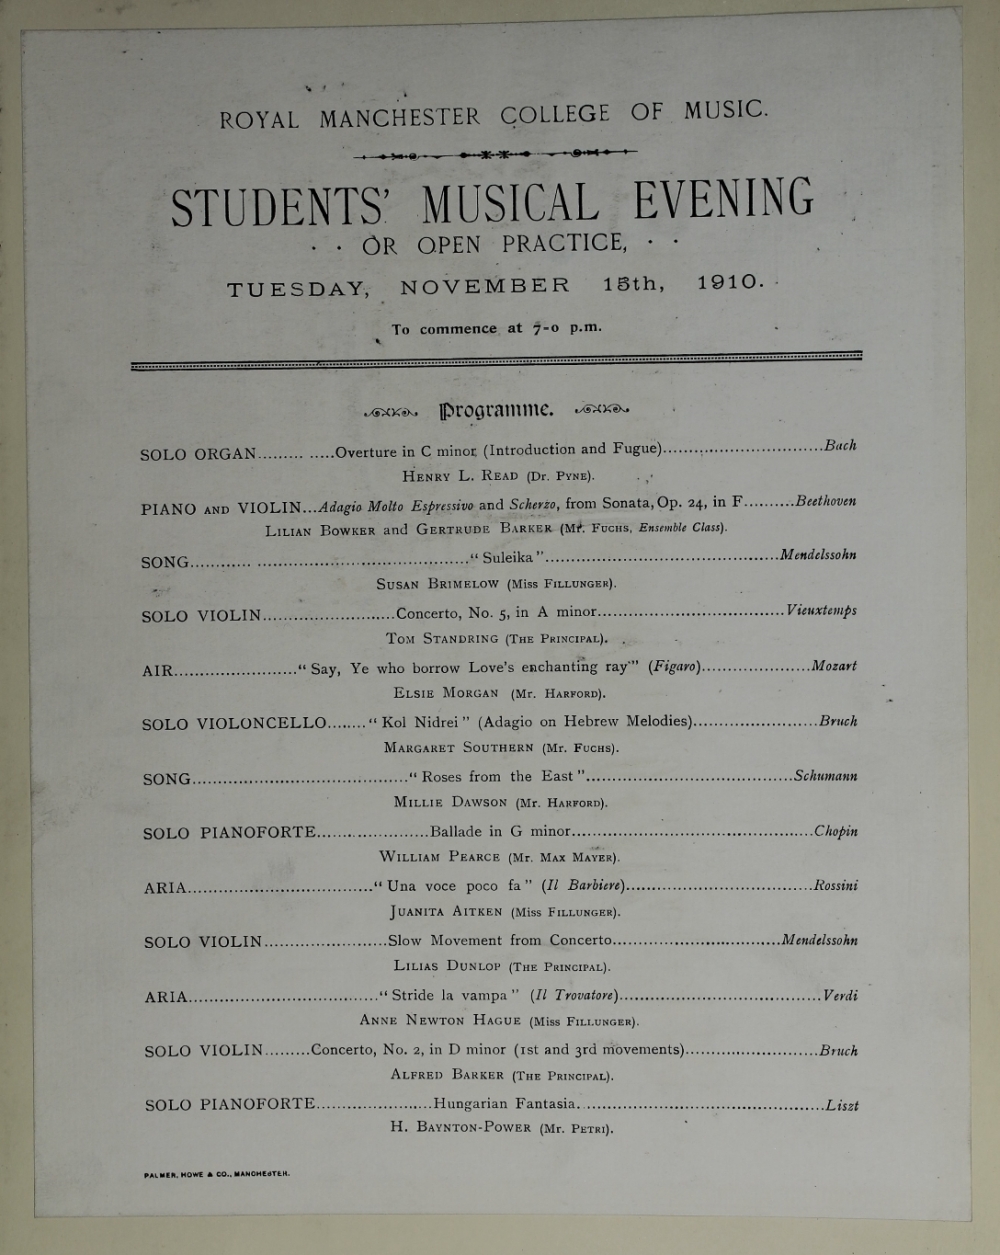 ROYAL MANCHESTER COLLEGE OF MUSIC.
STUDENTS' MUSICAL EVENING
· · OR OPEN PRACTICE, · ·
TUESDAY, NOVEMBER 15th, 1910.
To commence at 7-0 p.m.
Programme.
SOLO ORGAN......... .....Overture in C minor (Introduction and Fugue)................................Bach
HENRY L. READ (DR. PYNE).
PIANO AND VIOLIN...Adagio Molto Espressivo and Scherzo, from Sonata, Op. 24, in F..........Beethoven
LILIAN BOWKER and GERTRUDE BARKER (Mr. FUCHS, Ensemble Class).
SONG............ ..........................................“ Suleika ”..............................................Mendelssohn
SUSAN BRIMELOW (Miss FILLUNGER).
SOLO VIOLIN..........................Concerto, No. 5, in A minor.....................................Vieuxtemps
TOM STANDRING (THE PRINCIPAL).
AIR........................“ Say, Ye who borrow Love's enchanting ray'” (Figaro)......................Mozart
ELSIE MORGAN (Mr. HARFORD).
SOLO VIOLONCELLO........“ Kol Nidrei ” (Adagio on Hebrew Melodies).........................Bruch
MARGARET SOUTHERN (Mr. FUCHS).
SONG..........................................“ Roses from the East ”.........................................Schumann
MILLIE DAWSON (Mr. HARFORD).
SOLO PIANOFORTE......................Ballade in G minor................................................Chopin
WILLIAM PEARCE (Mr. MAX MAYER).
ARIA....................................“ Una voce poco fa ” (Il Barbiere).....................................Rossini
JUANITA AITKEN (Miss FILLUNGER).
SOLO VIOLIN........................Slow Movement from Concerto.................................Mendelssohn
LILIAS DUNLOP (THE PRINCIPAL).
ARIA.....................................“ Stride la vampa ” (Il Trovatore)........................................Verdi
ANNE NEWTON HAGUE (Miss FILLUNGER).
SOLO VIOLIN.........Concerto, No. 2, in D minor (1st and 3rd movements)..........................Bruch
ALFRED BARKER (THE PRINCIPAL).
SOLO PIANOFORTE.......................Hungarian Fantasia.................................................Liszt
H. BAYNTON-POWER (Mr. PETRI).
PALMER, HOWE & CO., MANCHESTER.